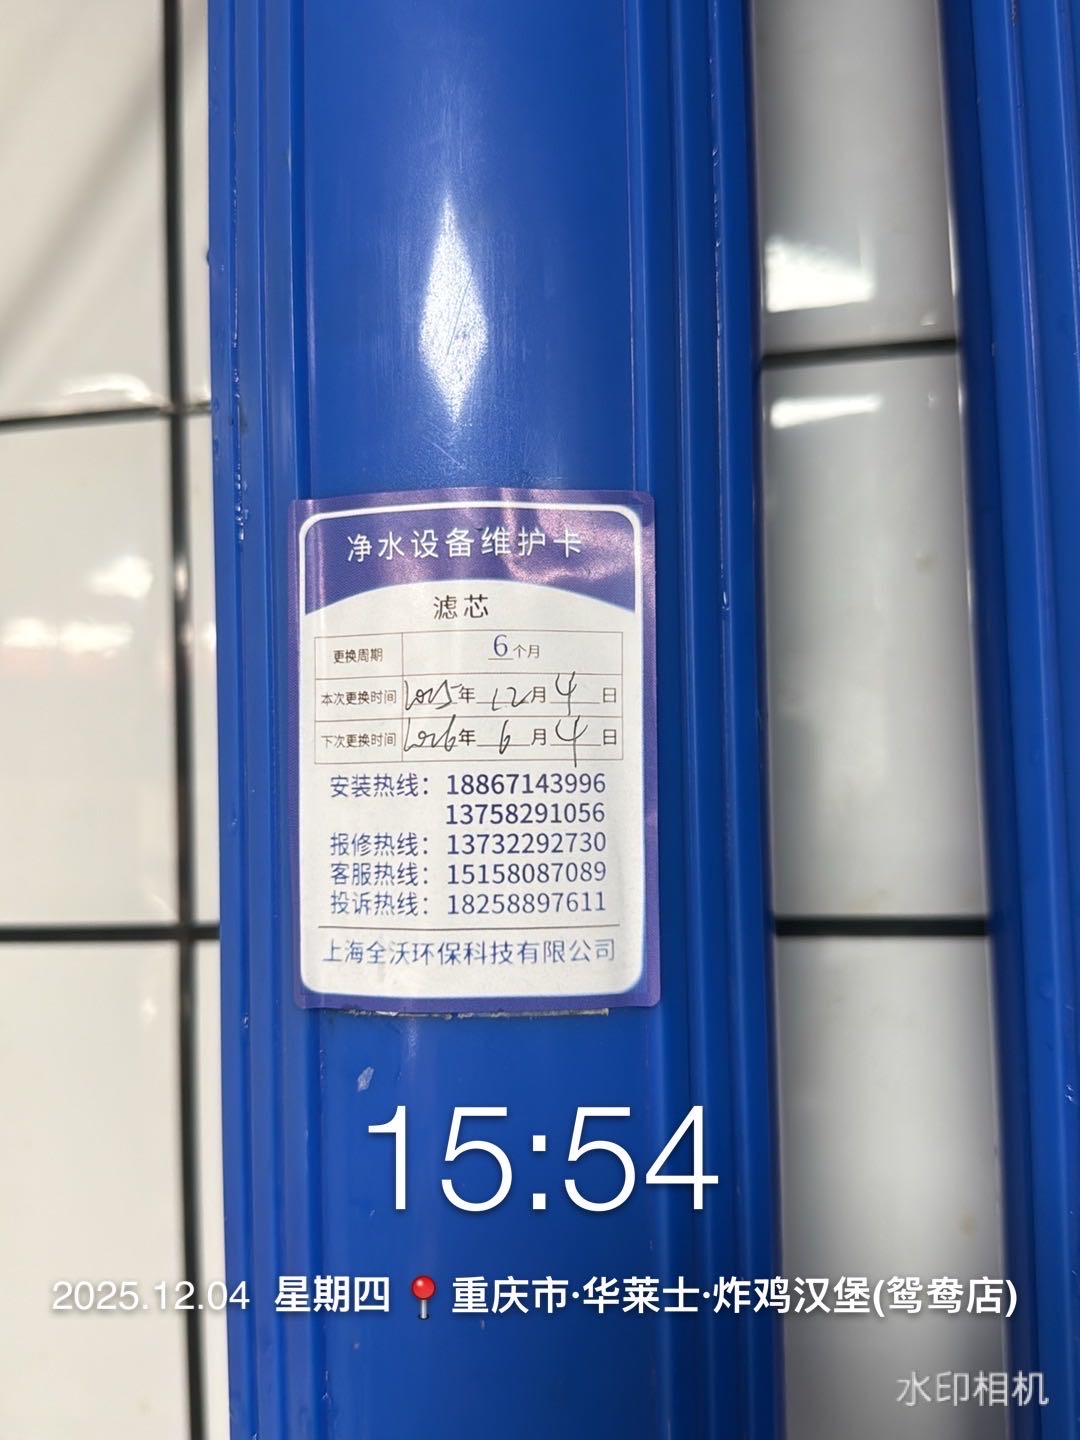 净水设备维护卡
滤芯
更换周期 6个月
本次更换时间 2025年 12月 4日
下次更换时间 2026年 6月 4日
安装热线：18867143996
13758291056
报修热线：13732292730
客服热线：15158087089
投诉热线：18258897611
上海全沃环保科技有限公司
15:54
2025.12.04 星期四 📍重庆市·华莱士·炸鸡汉堡(鸳鸯店)
水印相机